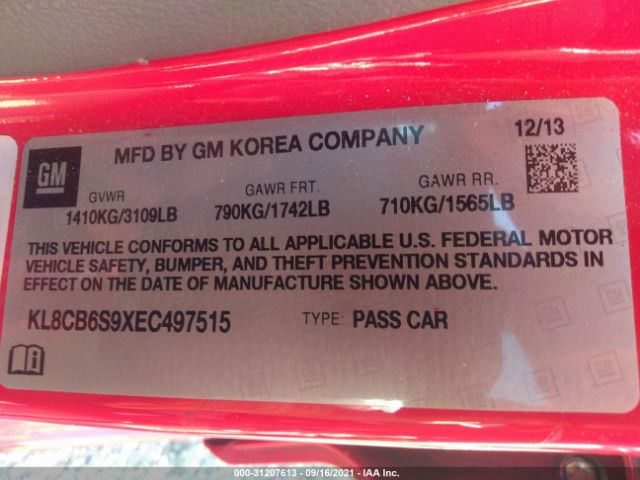 GM
MFD BY GM KOREA COMPANY 12/13
GVWR GAWR FRT. GAWR RR.
1410KG/3109LB 790KG/1742LB 710KG/1565LB
THIS VEHICLE CONFORMS TO ALL APPLICABLE U.S. FEDERAL MOTOR
VEHICLE SAFETY, BUMPER, AND THEFT PREVENTION STANDARDS IN
EFFECT ON THE DATE OF MANUFACTURE SHOWN ABOVE.
KL8CB6S9XEC497515 TYPE: PASS CAR
000-31207613 - 09/16/2021 - IAA Inc.